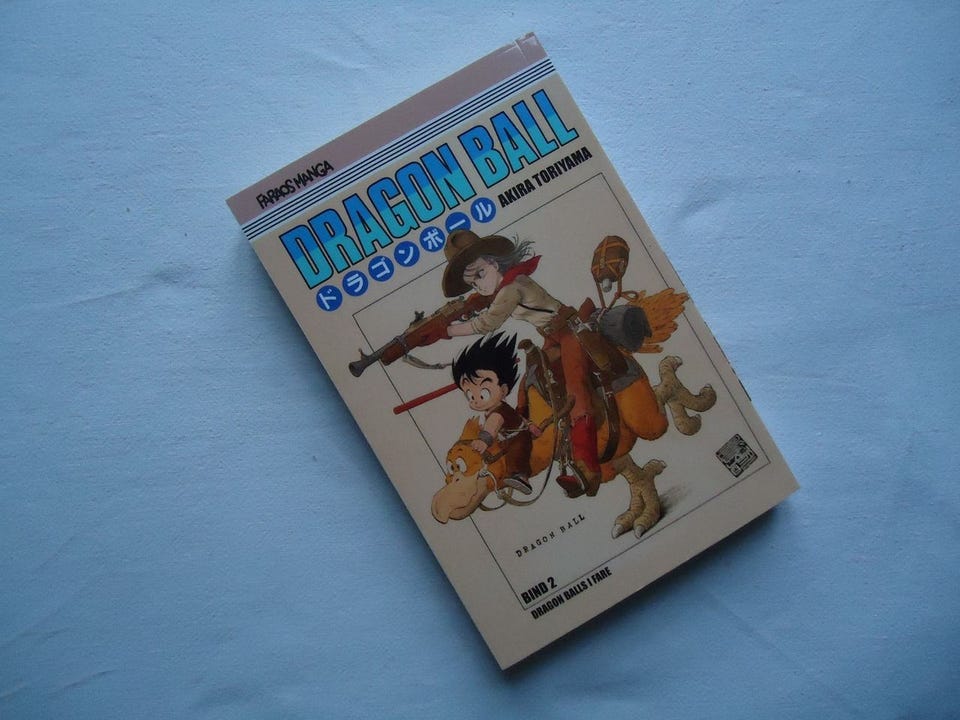 FARAOS MANGA
DRAGON BALL
ドラゴンボール AKIRA TORIYAMA
DRAGON BALL
BIND 2
DRAGON BALLS I FARE